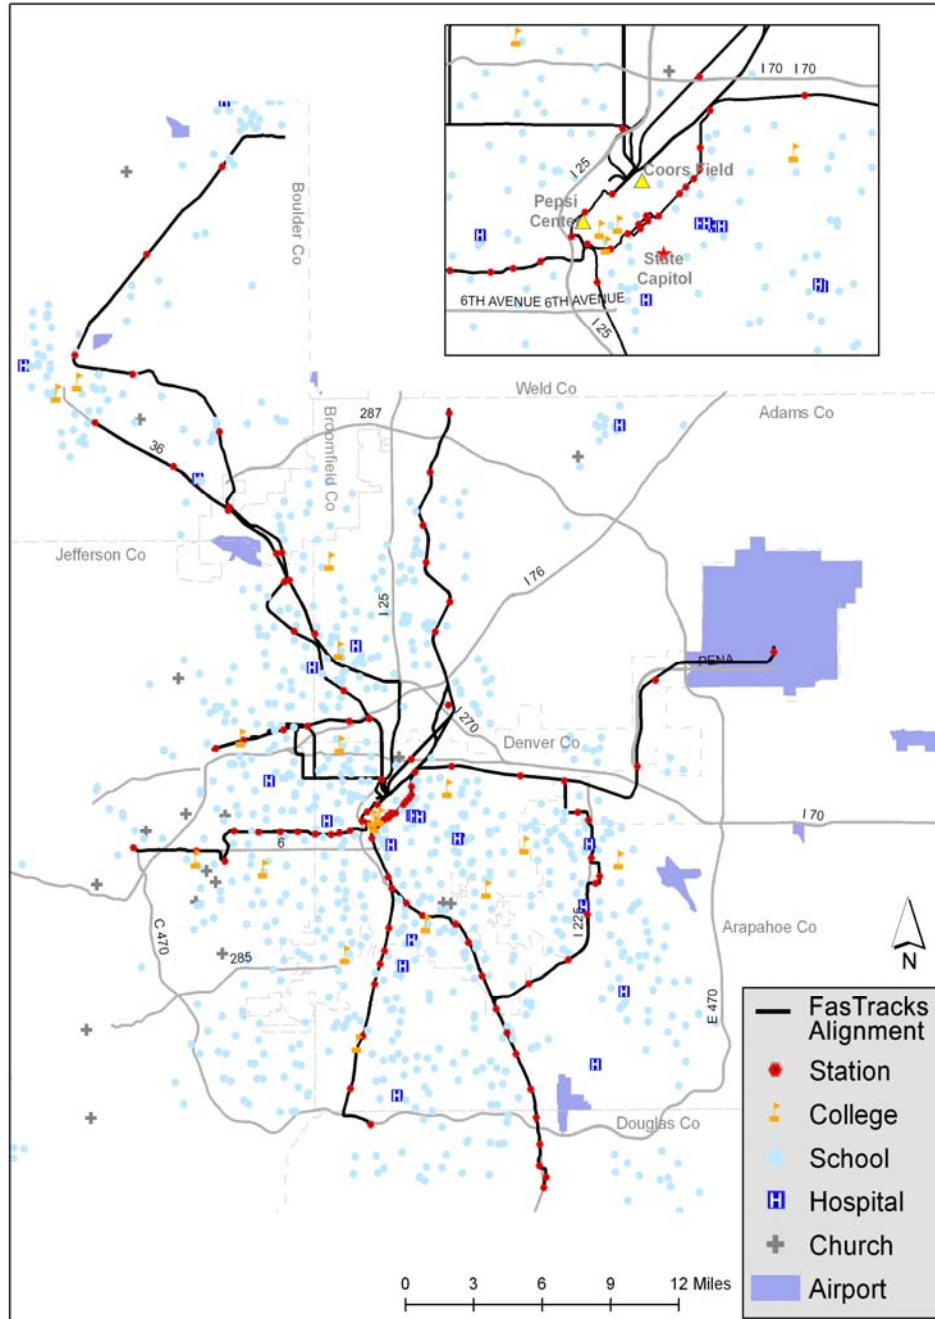 I 70 I 70
I 25
Coors Field
Pepsi
Center
State
Capitol
6TH AVENUE 6TH AVENUE
I 25
Boulder Co
Weld Co
Adams Co
287
Broomfield Co
36
Jefferson Co
I 25
I 76
PENA
I 270
Denver Co
I 70
6
C 470
285
I 225
Arapahoe Co
E 470
Douglas Co
N
FasTracks
Alignment
Station
College
School
H Hospital
Church
Airport
0 3 6 9 12 Miles